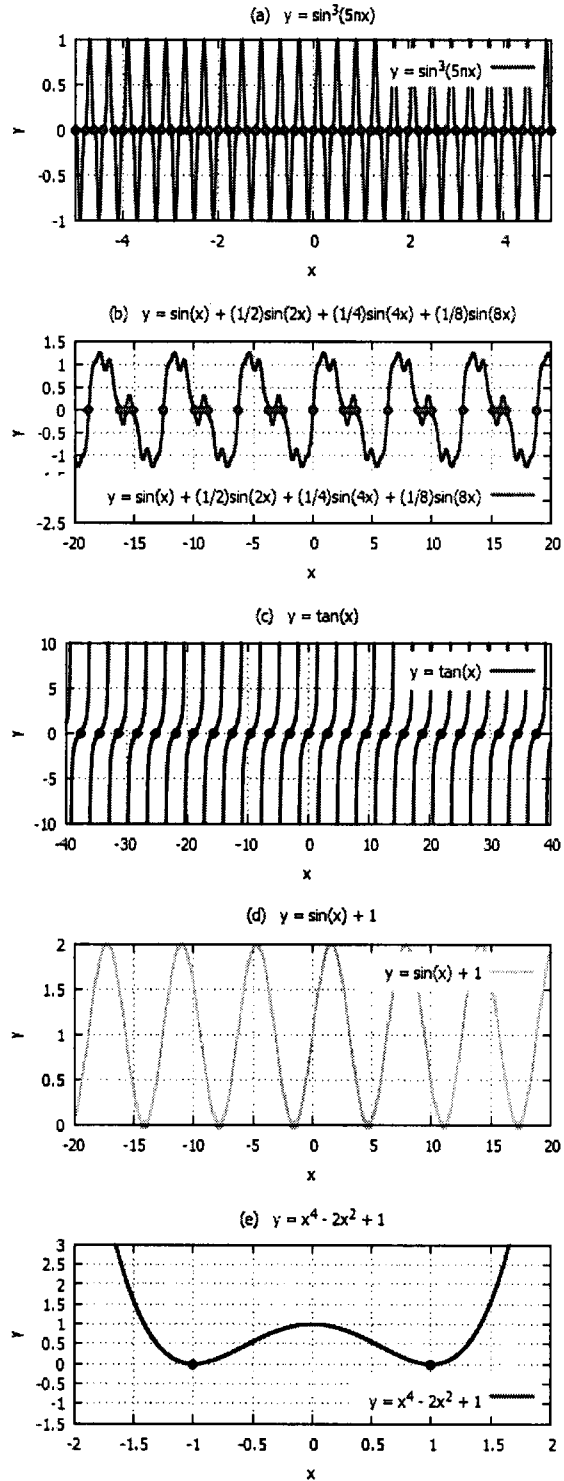 (a) y = sin³(5πx)
1
0.5
0
-0.5
-1
y
y = sin³(5πx)
-4 -2 0 2 4
x
(b) y = sin(x) + (1/2)sin(2x) + (1/4)sin(4x) + (1/8)sin(8x)
1.5
1
0.5
0
-0.5
-1
-2.5
y
y = sin(x) + (1/2)sin(2x) + (1/4)sin(4x) + (1/8)sin(8x)
-20 -15 -10 -5 0 5 10 15 20
x
(c) y = tan(x)
10
5
0
-5
-10
y
y = tan(x)
-40 -30 -20 -10 0 10 20 30 40
x
(d) y = sin(x) + 1
2
1.5
1
0.5
0
y
y = sin(x) + 1
-20 -15 -10 -5 0 5 10 15 20
x
(e) y = x⁴ - 2x² + 1
3
2.5
2
1.5
1
0.5
0
-0.5
-1
-1.5
y
y = x⁴ - 2x² + 1
-2 -1.5 -1 -0.5 0 0.5 1 1.5 2
x